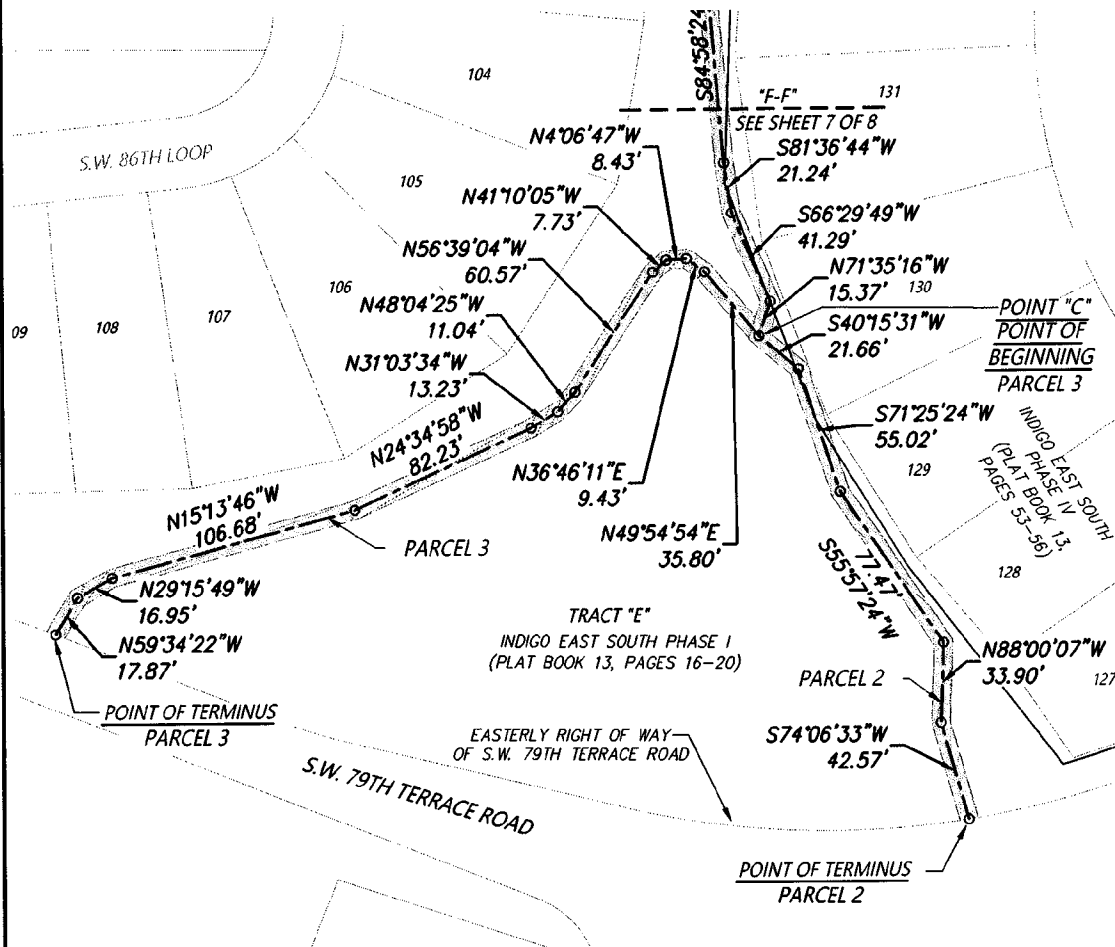 S84°58'24
104
"F-F"
131
SEE SHEET 7 OF 8
S.W. 86TH LOOP
N4°06'47"W
8.43'
S81°36'44"W
21.24'
105
N41°10'05"W
7.73'
S66°29'49"W
41.29'
N56°39'04"W
60.57'
N71°35'16"W
15.37'
130
106
N48°04'25"W
11.04'
POINT "C"
POINT OF
BEGINNING
PARCEL 3
S40°15'31"W
21.66'
09
108
107
N31°03'34"W
13.23'
N24°34'58"W
82.23'
S71°25'24"W
55.02'
129
INDIGO EAST SOUTH
PHASE IV
(PLAT BOOK 13,
PAGES 53-56)
N36°46'11"E
9.43'
N15°13'46"W
106.68'
N49°54'54"E
35.80'
PARCEL 3
77.47'
S55°57'24"W
128
N29°15'49"W
16.95'
TRACT "E"
INDIGO EAST SOUTH PHASE I
(PLAT BOOK 13, PAGES 16-20)
N59°34'22"W
17.87'
N88°00'07"W
33.90'
127
PARCEL 2
POINT OF TERMINUS
PARCEL 3
S74°06'33"W
42.57'
EASTERLY RIGHT OF WAY
OF S.W. 79TH TERRACE ROAD
S.W. 79TH TERRACE ROAD
POINT OF TERMINUS
PARCEL 2